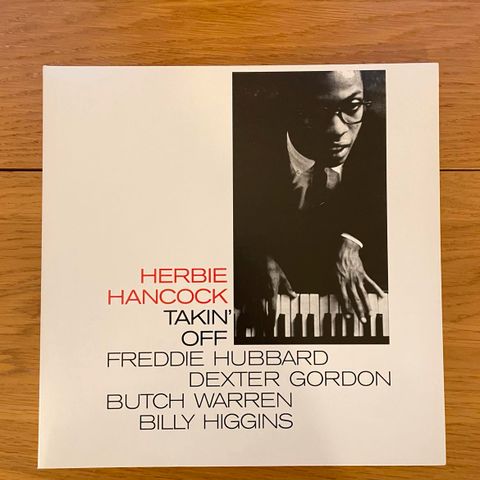 HERBIE
HANCOCK
TAKIN'
OFF
FREDDIE HUBBARD
DEXTER GORDON
BUTCH WARREN
BILLY HIGGINS